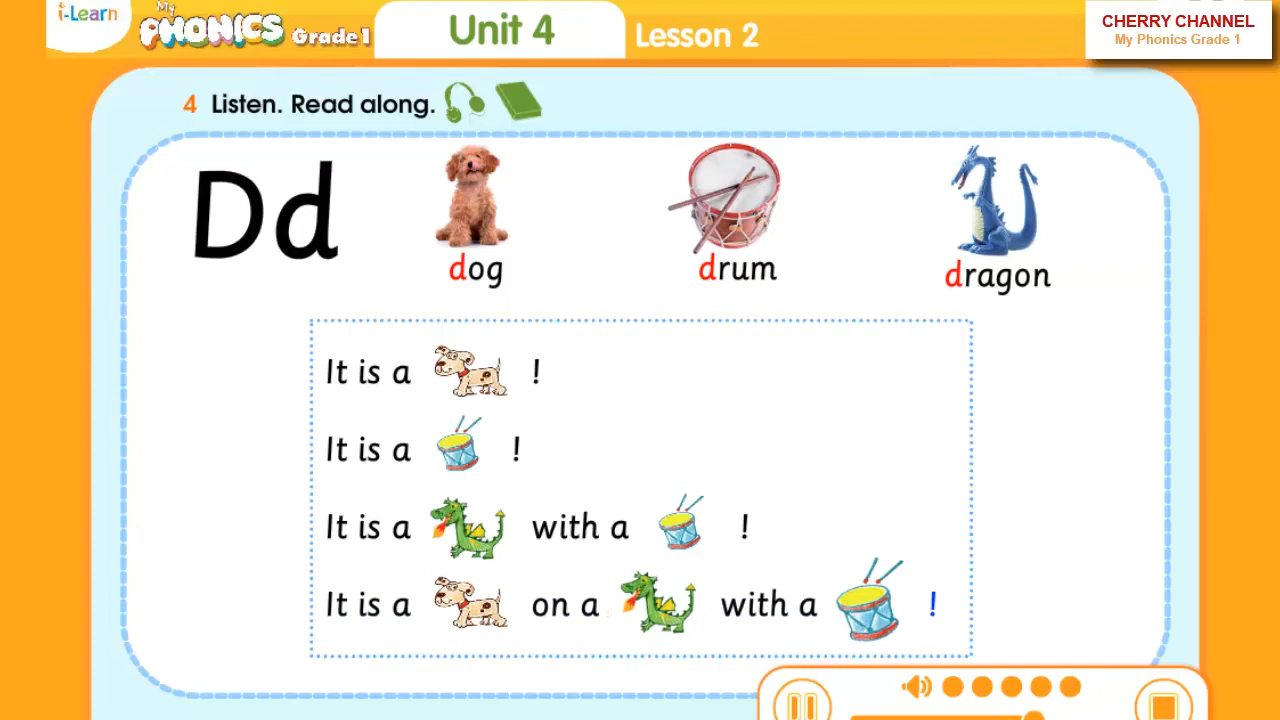 i-Learn
My
PHONICS Grade 1
Unit 4
Lesson 2
CHERRY CHANNEL
My Phonics Grade 1
4 Listen. Read along.
Dd
dog
drum
dragon
It is a !
It is a !
It is a with a !
It is a on a with a !